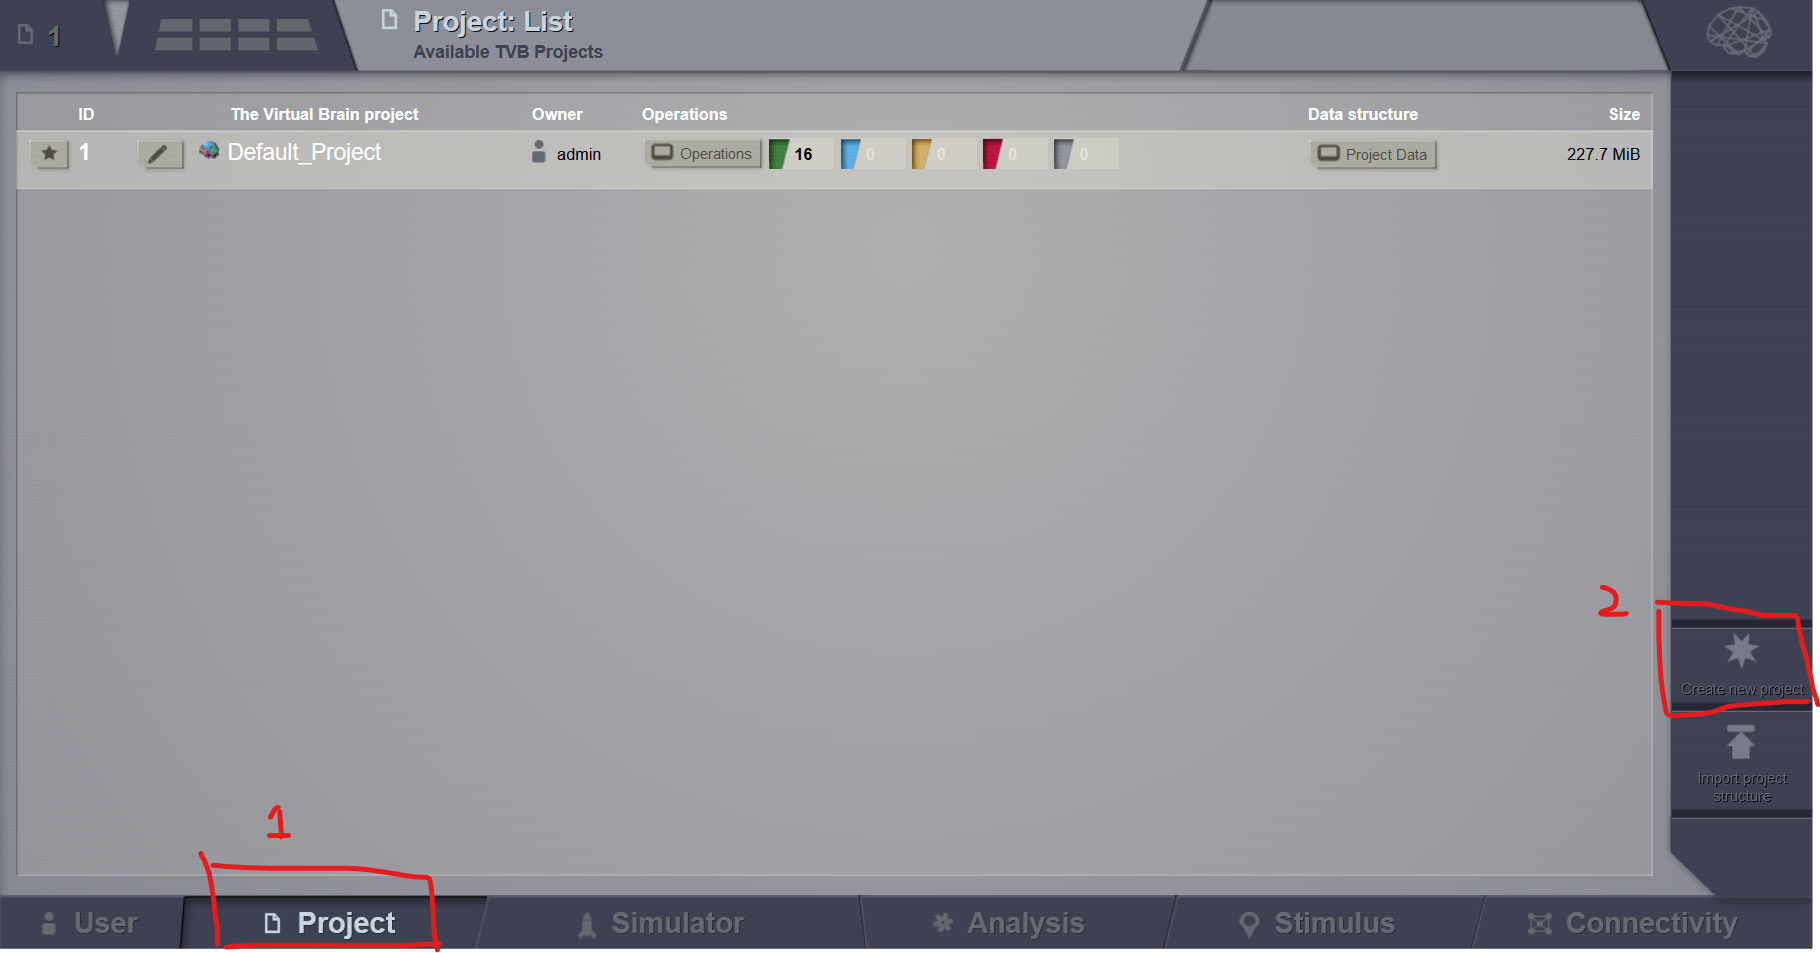 1
Project: List
Available TVB Projects
ID The Virtual Brain project Owner Operations Data structure Size
1 Default_Project admin Operations 16 0 0 0 0 Project Data 227.7 MiB
2
Create new project
Import project
structure
1
User Project Simulator Analysis Stimulus Connectivity